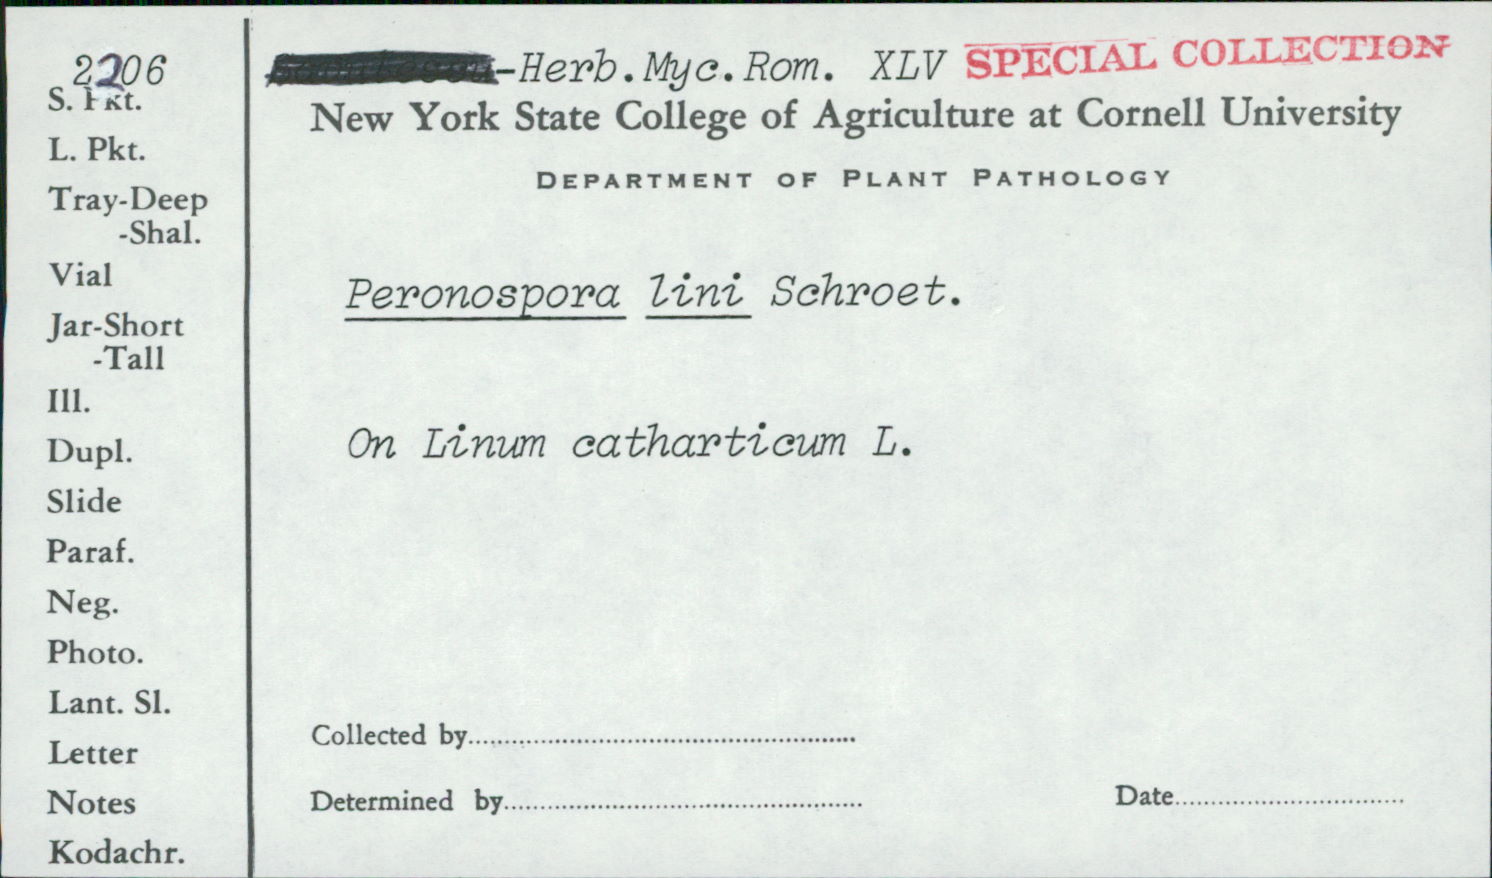 2206
S. Pkt.
L. Pkt.
Tray-Deep
-Shal.
Vial
Jar-Short
-Tall
Ill.
Dupl.
Slide
Paraf.
Neg.
Photo.
Lant. Sl.
Letter
Notes
Kodachr.
-Herb.Myc.Rom. XLV SPECIAL COLLECTION
New York State College of Agriculture at Cornell University
DEPARTMENT OF PLANT PATHOLOGY
Peronospora lini Schroet.
On Linum catharticum L.
Collected by
Determined by
Date